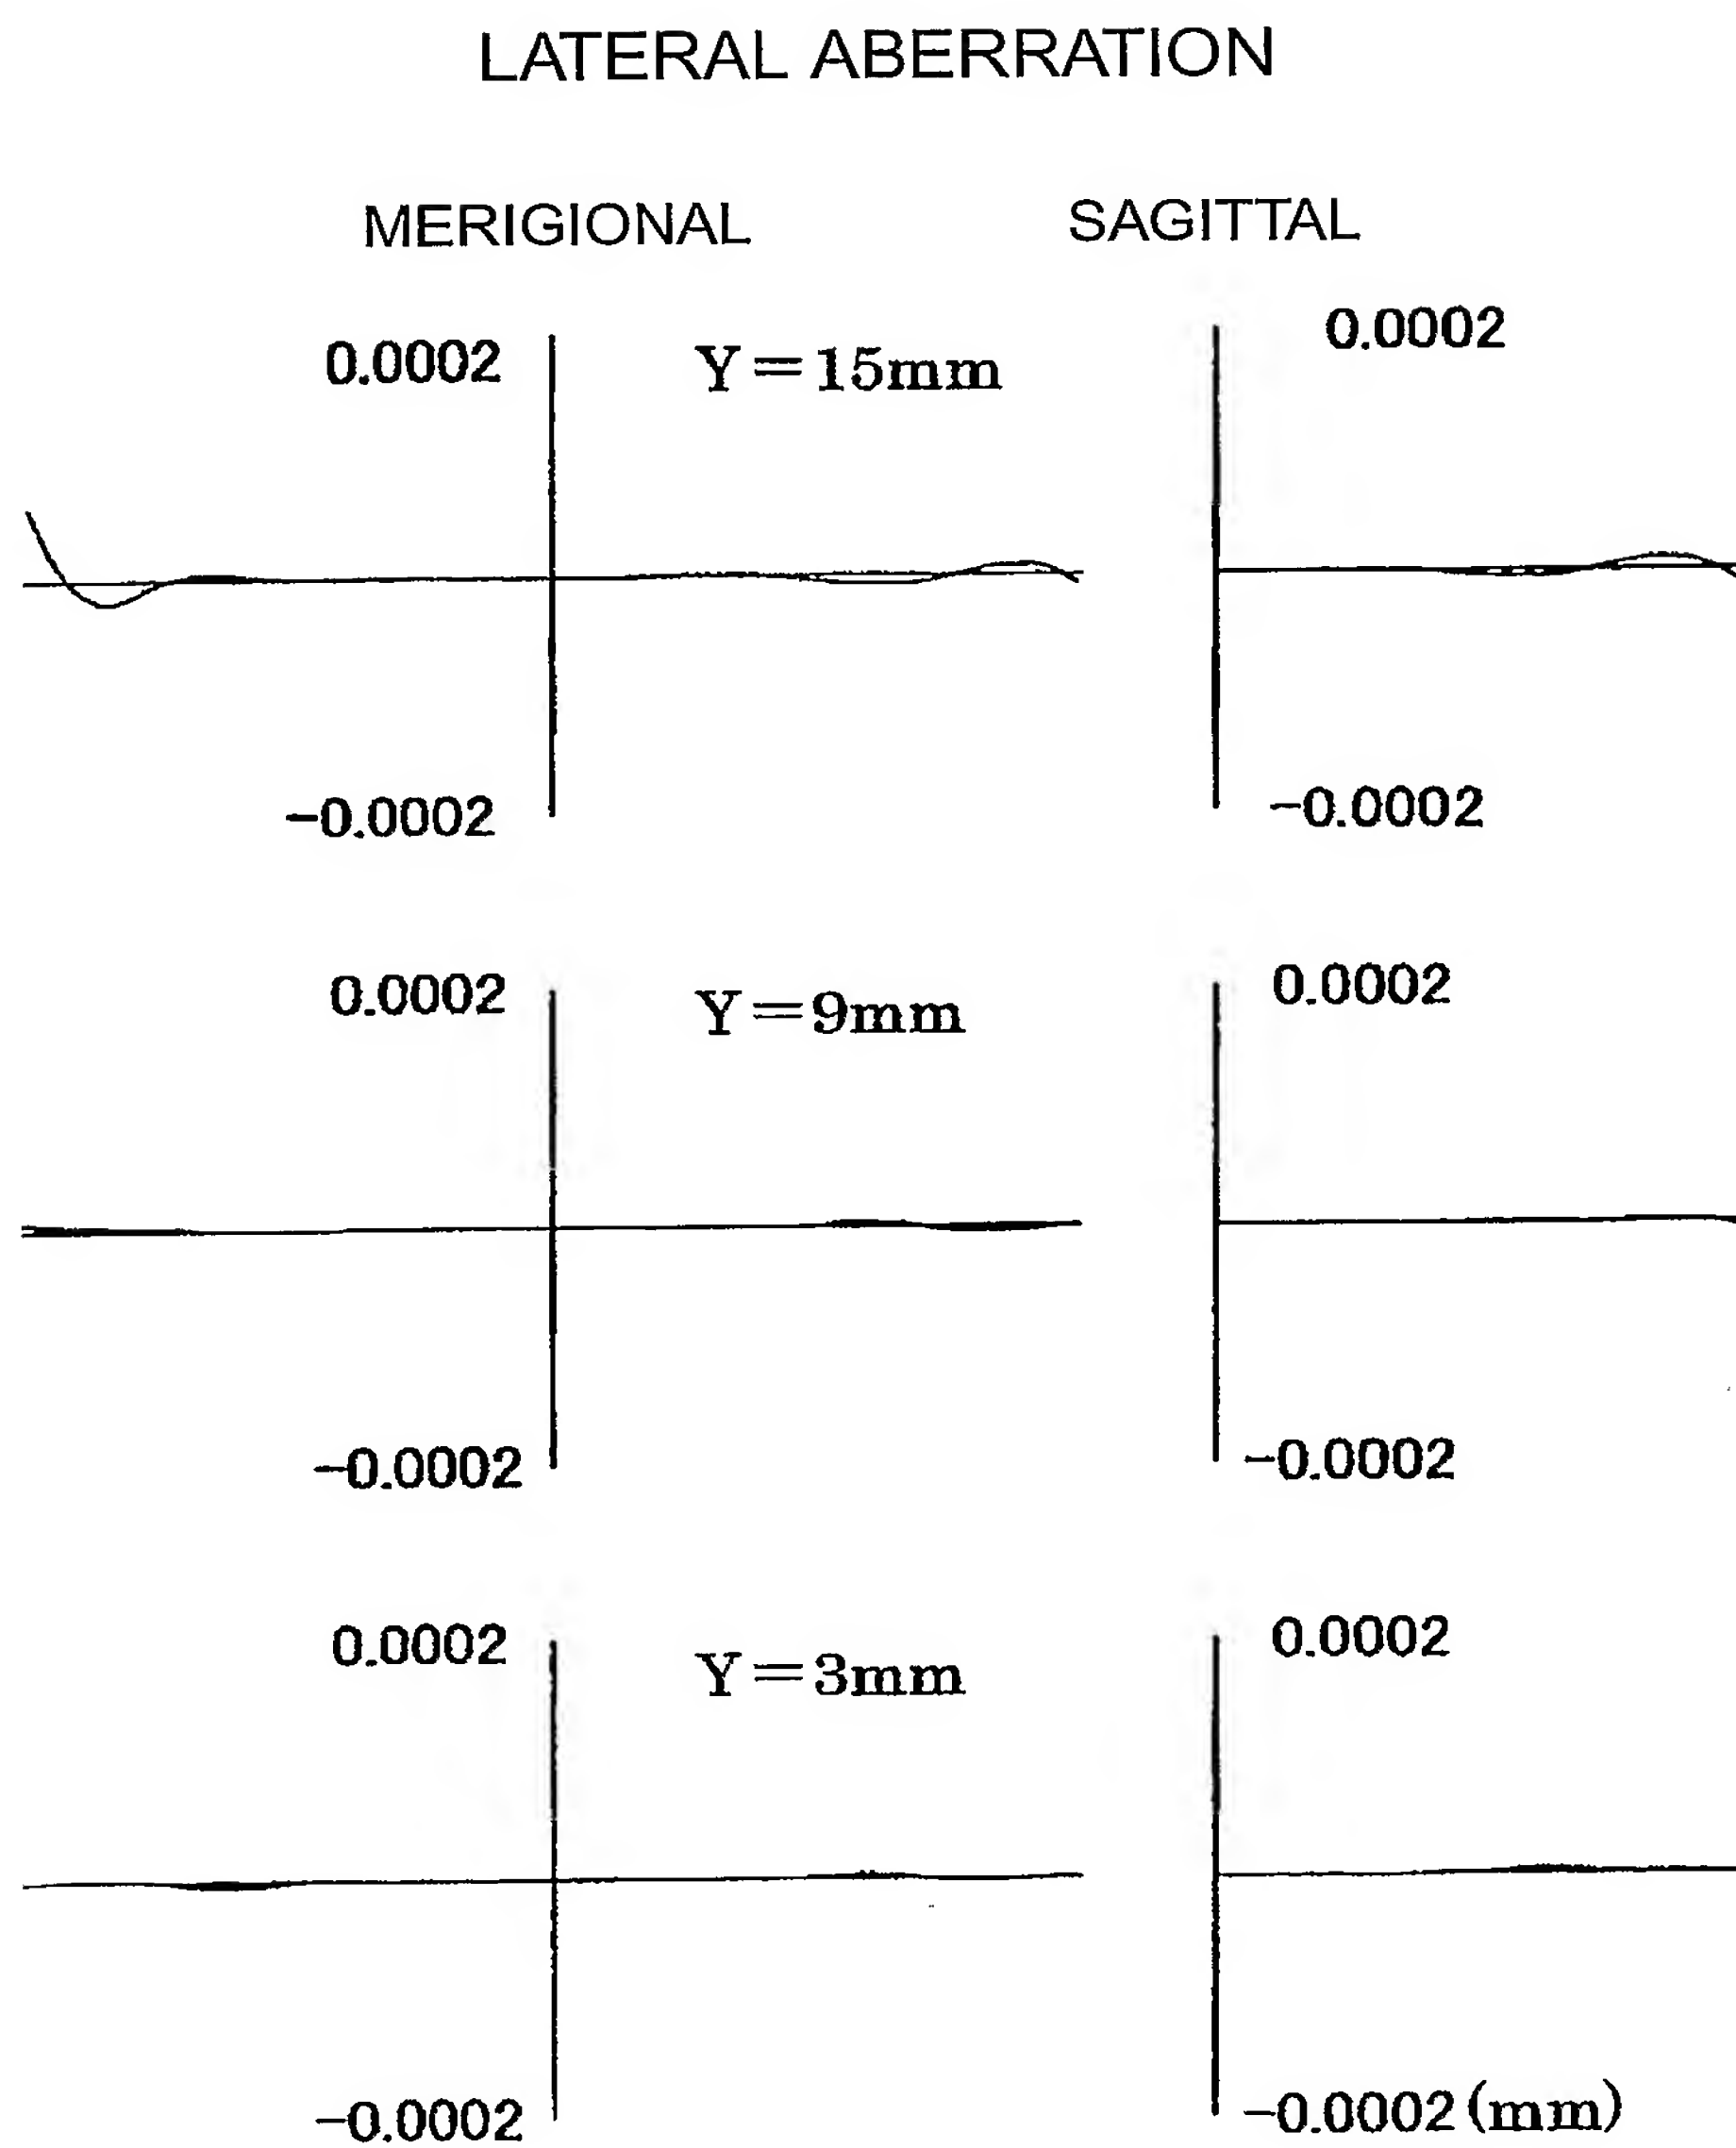 LATERAL ABERRATION
MERIGIONAL SAGITTAL
0.0002 Y=15mm 0.0002
-0.0002 -0.0002
0.0002 Y=9mm 0.0002
-0.0002 -0.0002
0.0002 Y=3mm 0.0002
-0.0002 -0.0002 (mm)